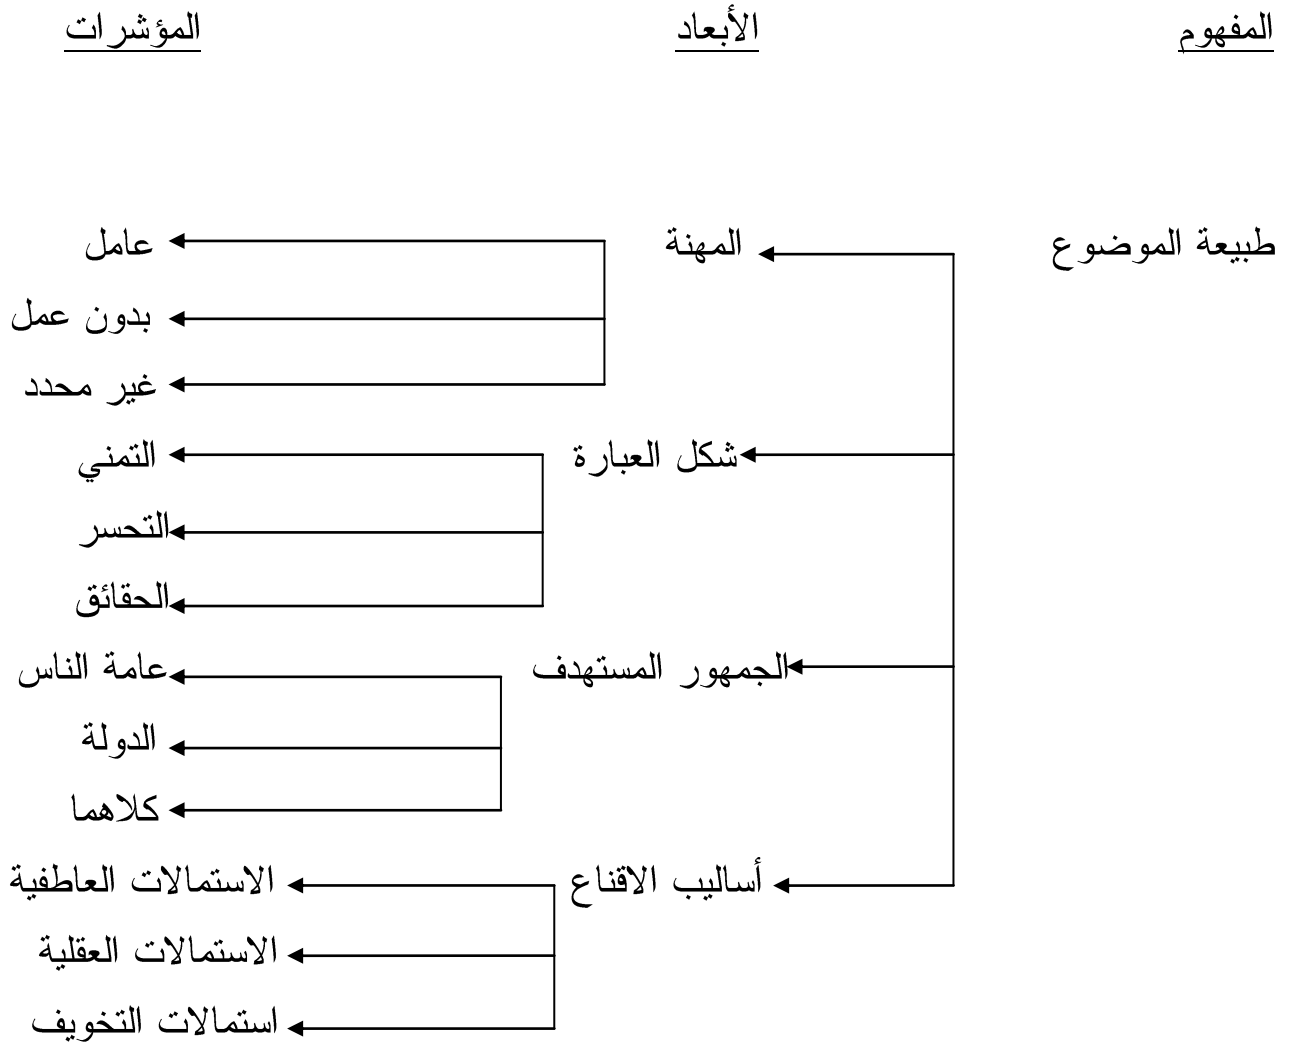 المفهوم الأبعاد المؤشرات
طبيعة الموضوع المهنة عامل
بدون عمل
غير محدد
شكل العبارة التمني
التحسر
الحقائق
الجمهور المستهدف عامة الناس
الدولة
كلاهما
أساليب الاقناع الاستمالات العاطفية
الاستمالات العقلية
استمالات التخويف